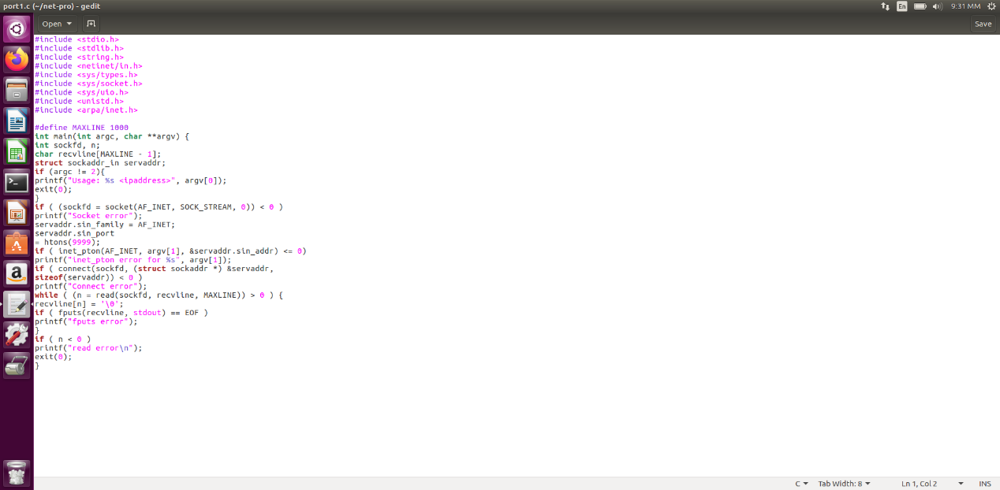 port1.c (~/net-pro) - gedit
En
9:31 MM
Open
Save
#include <stdio.h>
#include <stdlib.h>
#include <string.h>
#include <netinet/in.h>
#include <sys/types.h>
#include <sys/socket.h>
#include <sys/uio.h>
#include <unistd.h>
#include <arpa/inet.h>
#define MAXLINE 1000
int main(int argc, char **argv) {
int sockfd, n;
char recvline[MAXLINE - 1];
struct sockaddr_in servaddr;
if (argc != 2){
printf("Usage: %s <ipaddress>", argv[0]);
exit(0);
}
if ( (sockfd = socket(AF_INET, SOCK_STREAM, 0)) < 0 )
printf("Socket error");
servaddr.sin_family = AF_INET;
servaddr.sin_port
= htons(9999);
if ( inet_pton(AF_INET, argv[1], &servaddr.sin_addr) <= 0)
printf("inet_pton error for %s", argv[1]);
if ( connect(sockfd, (struct sockaddr *) &servaddr,
sizeof(servaddr)) < 0 )
printf("Connect error");
while ( (n = read(sockfd, recvline, MAXLINE)) > 0 ) {
recvline[n] = '\0';
if ( fputs(recvline, stdout) == EOF )
printf("fputs error");
}
if ( n < 0 )
printf("read error\n");
exit(0);
}
C
Tab Width: 8
Ln 1, Col 2
INS